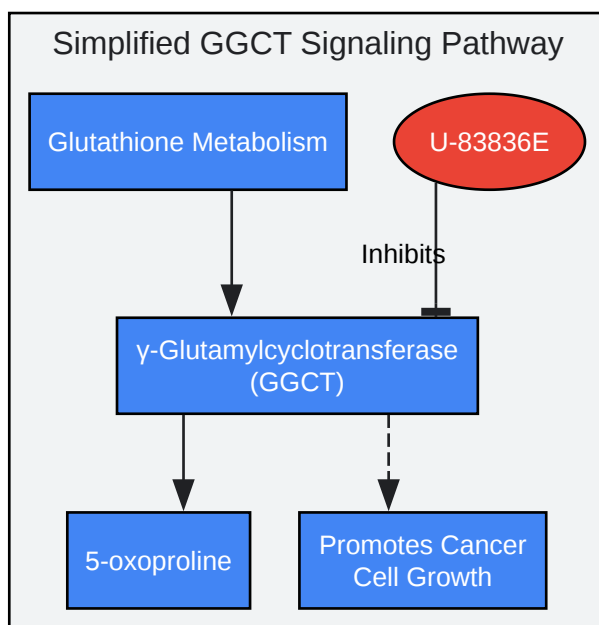 Simplified GGCT Signaling Pathway
Glutathione Metabolism
U-83836E
Inhibits
γ-Glutamylcyclotransferase
(GGCT)
5-oxoproline
Promotes Cancer
Cell Growth